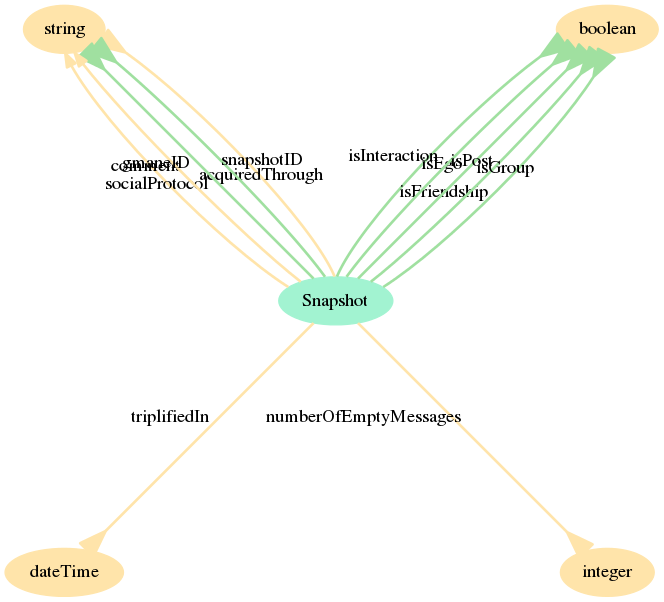 string
boolean
gmaneID
comment
socialProtocol
snapshotID
acquiredThrough
isInteraction
isEgo
isPost
isGroup
isFriendship
Snapshot
triplifiedIn
numberOfEmptyMessages
dateTime
integer